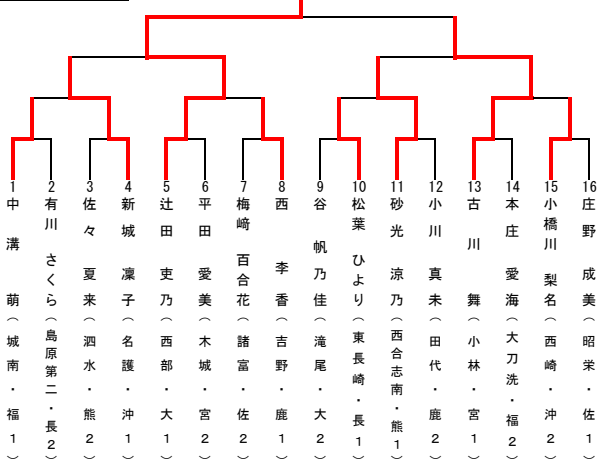 1 中溝 萌（城南・福1）
2 有川 さくら（島原第二・長2）
3 佐々 夏来（泗水・熊2）
4 新城 凜子（名護・沖1）
5 辻田 吏乃（西部・大1）
6 平田 愛美（木城・宮2）
7 梅﨑 百合花（諸富・佐2）
8 西 李香（吉野・鹿1）
9 谷 帆乃佳（滝尾・大2）
10 松葉 ひより（東長崎・長1）
11 砂光 涼乃（西合志南・熊1）
12 小川 真未（田代・鹿2）
13 古川 舞（小林・宮1）
14 本庄 愛海（大刀洗・福2）
15 小橋川 梨名（西崎・沖2）
16 庄野 成美（昭栄・佐1）